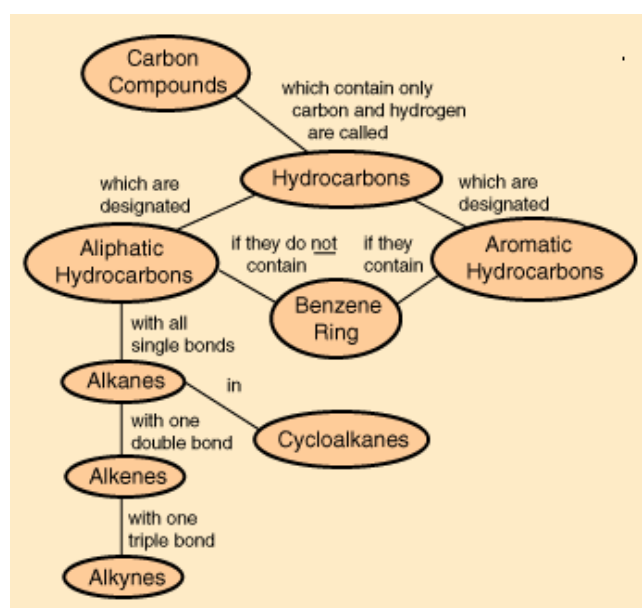 Carbon
Compounds
which contain only
carbon and hydrogen
are called
Hydrocarbons
which are
designated
which are
designated
Aliphatic
Hydrocarbons
if they do not
contain
if they
contain
Aromatic
Hydrocarbons
Benzene
Ring
with all
single bonds
Alkanes
in
Cycloalkanes
with one
double bond
Alkenes
with one
triple bond
Alkynes